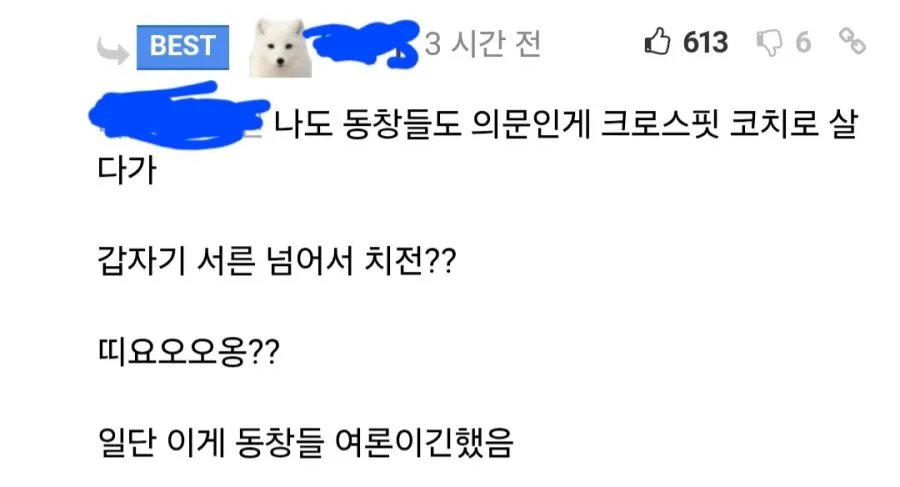 BEST 3 시간 전 613 6
나도 동창들도 의문인게 크로스핏 코치로 살
다가
갑자기 서른 넘어서 치전??
띠요오오옹??
일단 이게 동창들 여론이긴했음